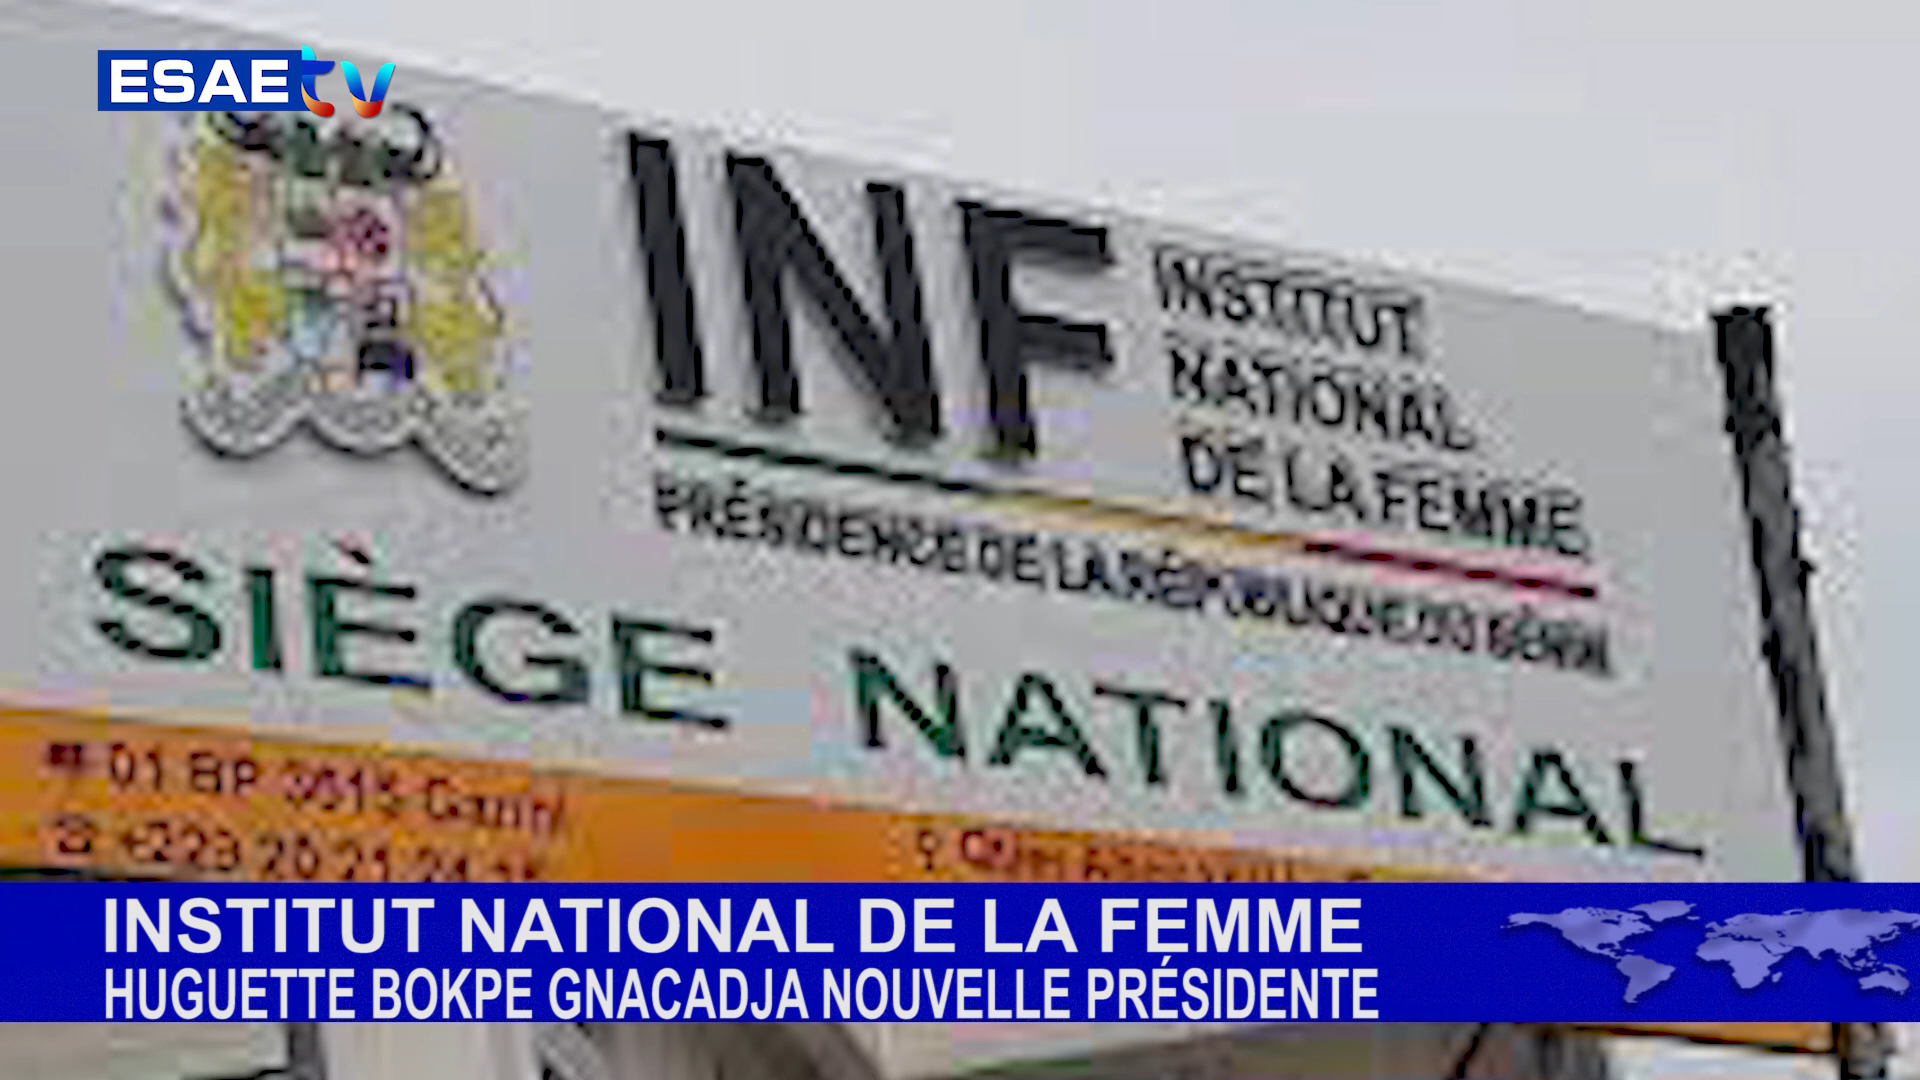 ESAE tv
INF
INSTITUT
NATIONAL
DE LA FEMME
PRÉSIDENCE DE LA RÉPUBLIQUE DU BÉNIN
SIÈGE NATIONAL
01 BP
INSTITUT NATIONAL DE LA FEMME
HUGUETTE BOKPE GNACADJA NOUVELLE PRÉSIDENTE